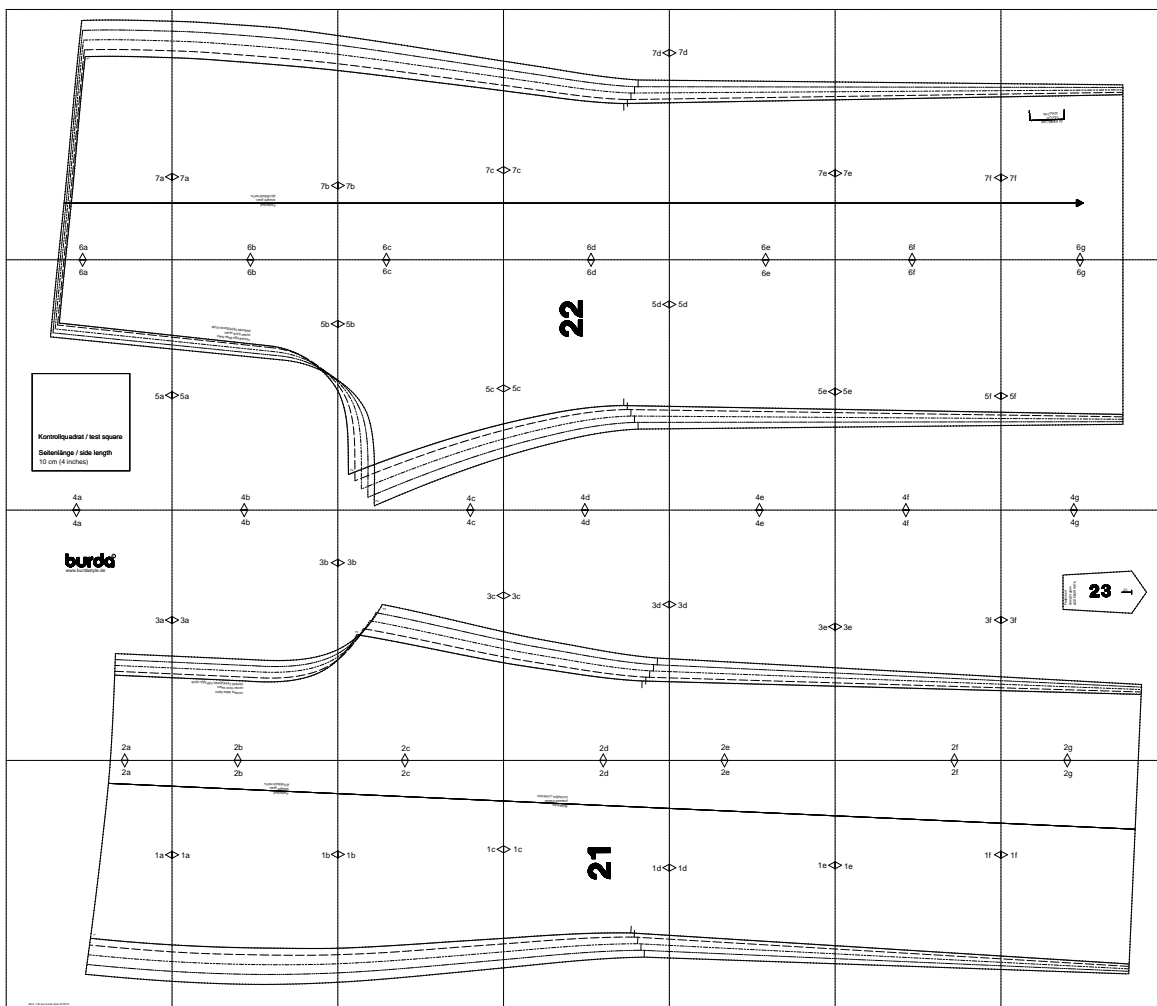 7d 7d
7a 7a
7b 7b
7c 7c
7e 7e
7f 7f
6a 6b 6c 6d 6e 6f 6g
6a 6b 6c 6d 6e 6f 6g
22
5d 5d
5b 5b
5c 5c
5e 5e
5a 5a
5f 5f
Kontrollquadrat / test square
Seitenlänge / side length
10 cm (4 inches)
4a 4b 4c 4d 4e 4f 4g
4a 4b 4c 4d 4e 4f 4g
burda
www.burdastyle.de
3b 3b
23
3c 3c
3d 3d
3a 3a
3e 3e
3f 3f
2a 2b 2c 2d 2e 2f 2g
2a 2b 2c 2d 2e 2f 2g
21
1a 1a
1b 1b
1c 1c
1d 1d
1e 1e
1f 1f